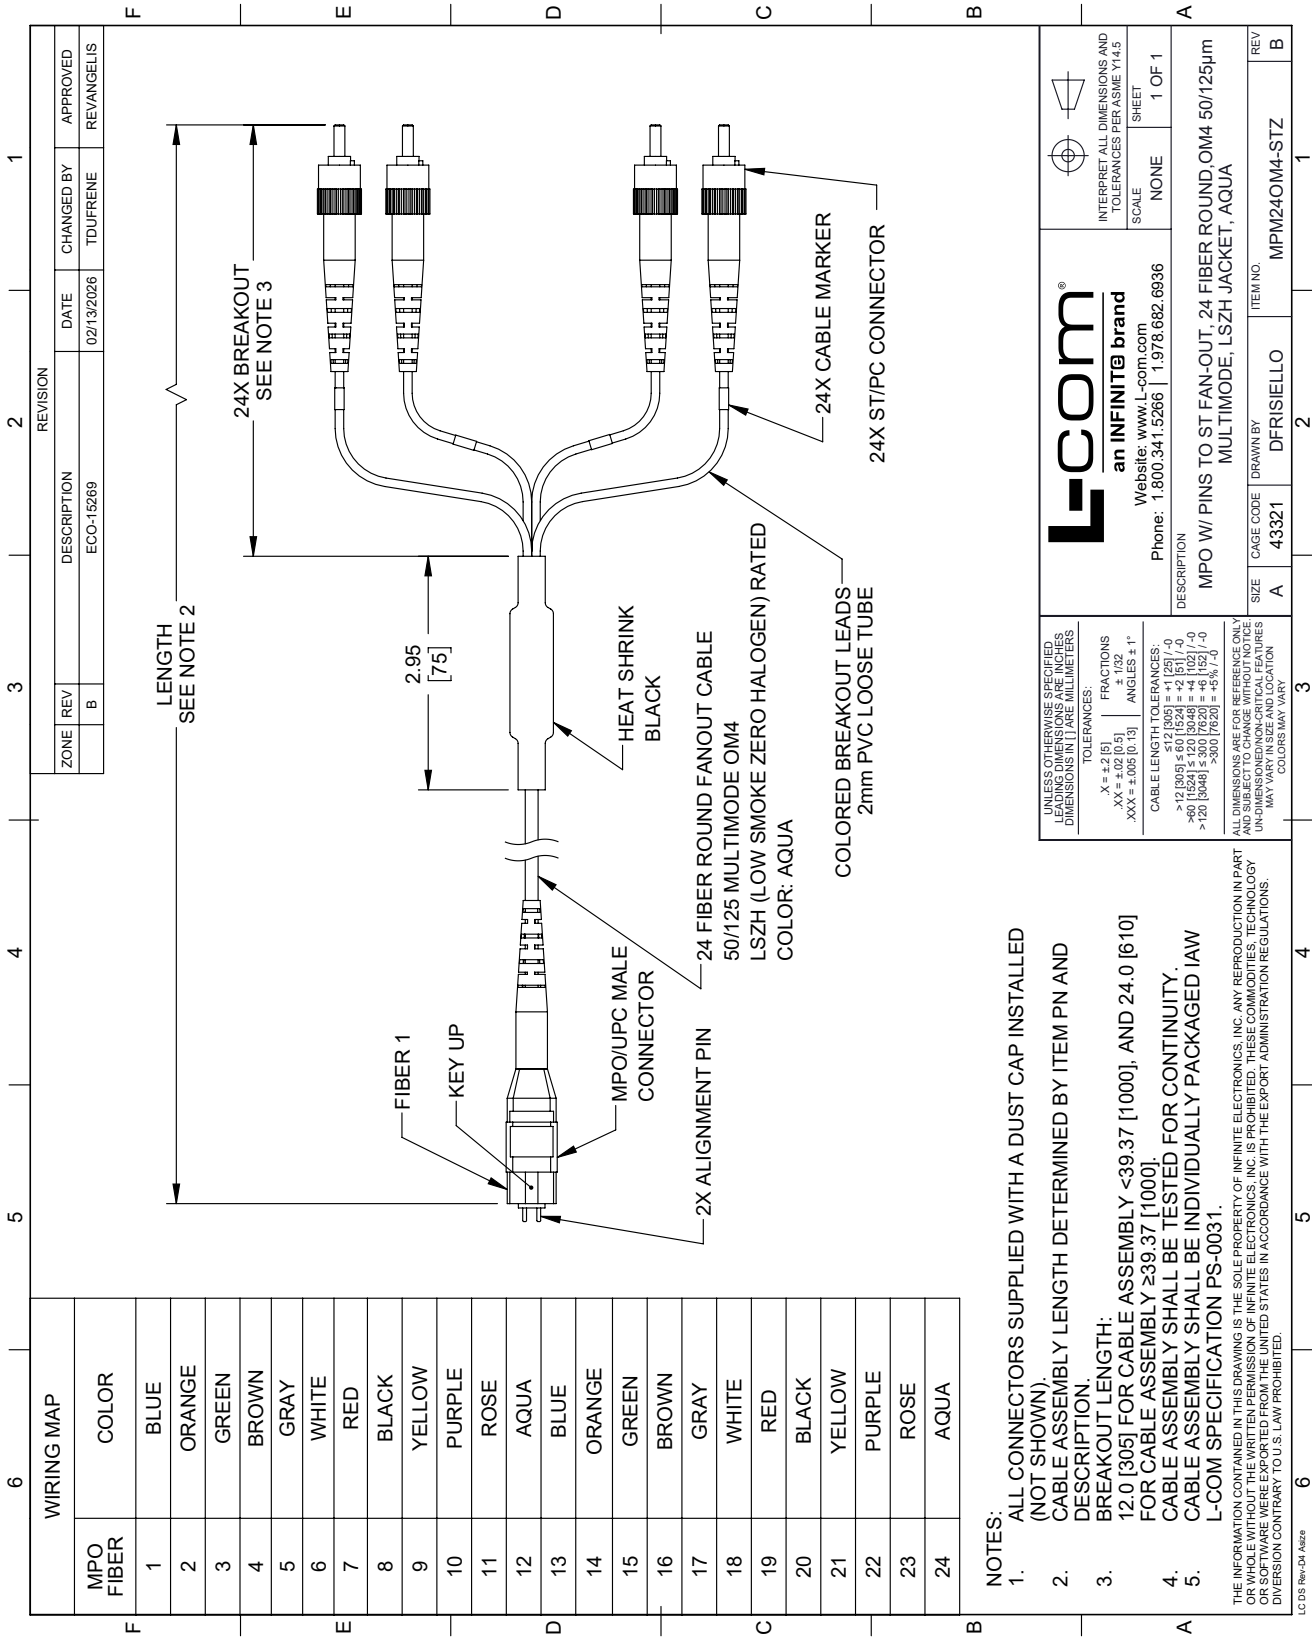 6 5 4 3 2 1
F
E
D
C
B
A
WIRING MAP
MPO FIBER COLOR
1 BLUE
2 ORANGE
3 GREEN
4 BROWN
5 GRAY
6 WHITE
7 RED
8 BLACK
9 YELLOW
10 PURPLE
11 ROSE
12 AQUA
13 BLUE
14 ORANGE
15 GREEN
16 BROWN
17 GRAY
18 WHITE
19 RED
20 BLACK
21 YELLOW
22 PURPLE
23 ROSE
24 AQUA
REVISION
ZONE REV DESCRIPTION DATE CHANGED BY APPROVED
B ECO-15269 02/13/2026 TDUFRENE REVANGELIS
LENGTH
SEE NOTE 2
24X BREAKOUT
SEE NOTE 3
2.95
[75]
FIBER 1
KEY UP
MPO/UPC MALE
CONNECTOR
2X ALIGNMENT PIN
HEAT SHRINK
BLACK
24 FIBER ROUND FANOUT CABLE
50/125 MULTIMODE OM4
LSZH (LOW SMOKE ZERO HALOGEN) RATED
COLOR: AQUA
COLORED BREAKOUT LEADS
2mm PVC LOOSE TUBE
24X CABLE MARKER
24X ST/PC CONNECTOR
NOTES:
1. ALL CONNECTORS SUPPLIED WITH A DUST CAP INSTALLED
(NOT SHOWN).
2. CABLE ASSEMBLY LENGTH DETERMINED BY ITEM PN AND
DESCRIPTION.
3. BREAKOUT LENGTH:
12.0 [305] FOR CABLE ASSEMBLY <39.37 [1000], AND 24.0 [610]
FOR CABLE ASSEMBLY ≥39.37 [1000].
4. CABLE ASSEMBLY SHALL BE TESTED FOR CONTINUITY.
5. CABLE ASSEMBLY SHALL BE INDIVIDUALLY PACKAGED IAW
L-COM SPECIFICATION PS-0031.
THE INFORMATION CONTAINED IN THIS DRAWING IS THE SOLE PROPERTY OF INFINITE ELECTRONICS, INC. ANY REPRODUCTION IN PART
OR WHOLE WITHOUT THE WRITTEN PERMISSION OF INFINITE ELECTRONICS, INC. IS PROHIBITED. THESE COMMODITIES, TECHNOLOGY
OR SOFTWARE WERE EXPORTED FROM THE UNITED STATES IN ACCORDANCE WITH THE EXPORT ADMINISTRATION REGULATIONS.
DIVERSION CONTRARY TO U.S. LAW PROHIBITED.
UNLESS OTHERWISE SPECIFIED
LEADING DIMENSIONS ARE INCHES
DIMENSIONS IN [ ] ARE MILLIMETERS
TOLERANCES:
.X = ±.2 [5] FRACTIONS
.XX = ±.02 [0.5] ± 1/32
.XXX = ±.005 [0.13] ANGLES ± 1°
CABLE LENGTH TOLERANCES:
≤12 [305] = +1 [25] / -0
>12 [305] ≤ 60 [1524] = +2 [51] / -0
>60 [1524] ≤ 120 [3048] = +4 [102] / -0
>120 [3048] ≤ 300 [7620] = +6 [152] / -0
>300 [7620] = +5% / -0
ALL DIMENSIONS ARE FOR REFERENCE ONLY
AND SUBJECT TO CHANGE WITHOUT NOTICE.
UN-DIMENSIONED/NON-CRITICAL FEATURES
MAY VARY IN SIZE AND LOCATION
COLORS MAY VARY
L-com®
an INFINIT℮ brand
Website: www.L-com.com
Phone: 1.800.341.5266 | 1.978.682.6936
INTERPRET ALL DIMENSIONS AND
TOLERANCES PER ASME Y14.5
SCALE NONE
SHEET 1 OF 1
DESCRIPTION
MPO W/ PINS TO ST FAN-OUT, 24 FIBER ROUND, OM4 50/125µm
MULTIMODE, LSZH JACKET, AQUA
SIZE A
CAGE CODE 43321
DRAWN BY DFRISIELLO
ITEM NO. MPM24OM4-STZ
REV B
F
E
D
C
B
A
6 5 4 3 2 1
LC DS Rev-D4 Asize